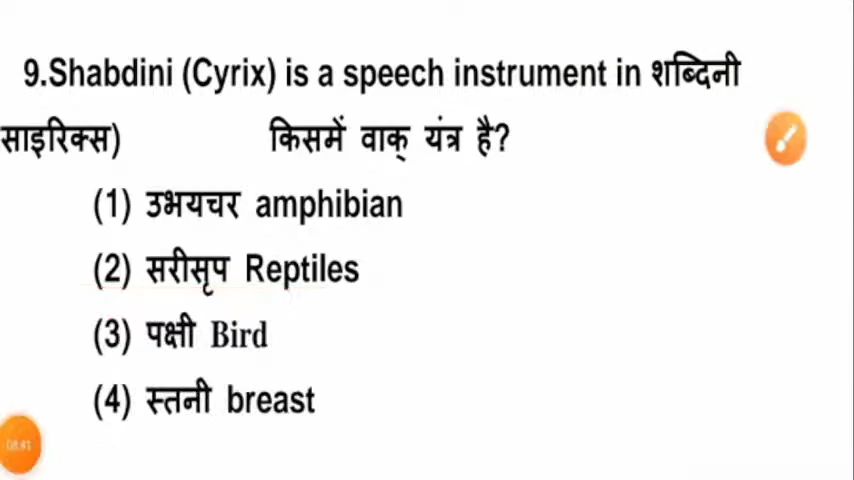 9.Shabdini (Cyrix) is a speech instrument in शब्दिनी
साइरिक्स) किसमें वाक् यंत्र है?
(1) उभयचर amphibian
(2) सरीसृप Reptiles
(3) पक्षी Bird
(4) स्तनी breast